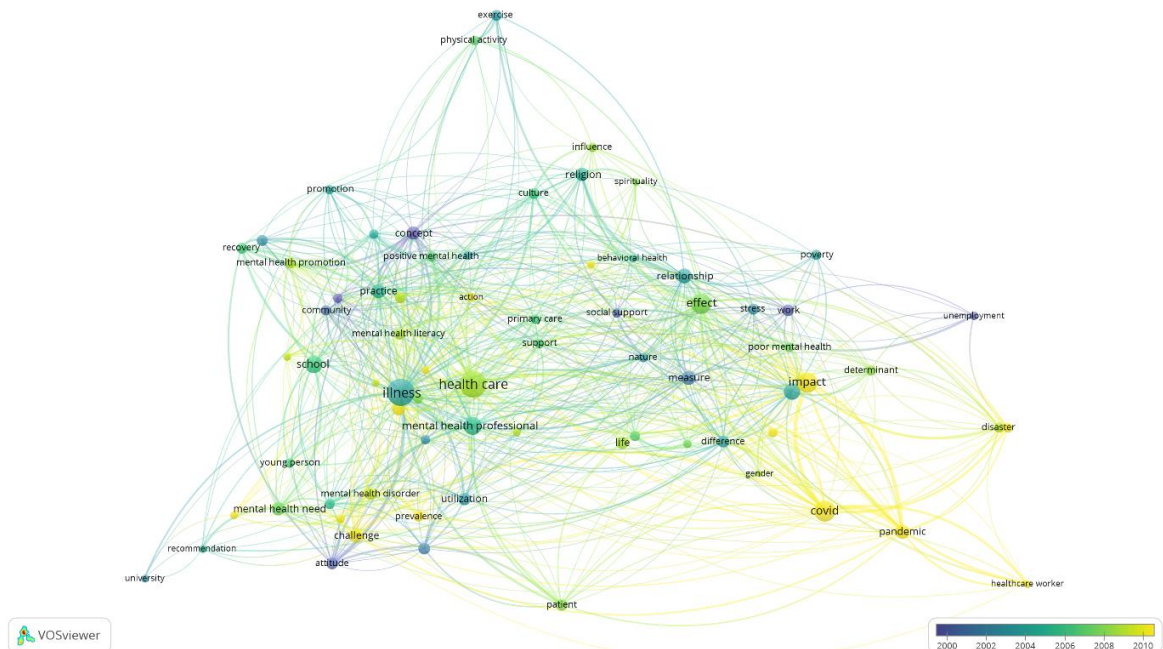 exercise
physical activity
influence
religion
spirituality
promotion
culture
concept
recovery
positive mental health
behavioral health
poverty
mental health promotion
relationship
practice
action
effect
community
social support
stress
work
unemployment
primary care
mental health literacy
support
poor mental health
nature
school
determinant
measure
health care
impact
illness
mental health professional
disaster
life
difference
young person
gender
mental health disorder
utilization
mental health need
covid
prevalence
challenge
pandemic
recommendation
attitude
university
healthcare worker
patient
VOSviewer
2000 2002 2004 2006 2008 2010